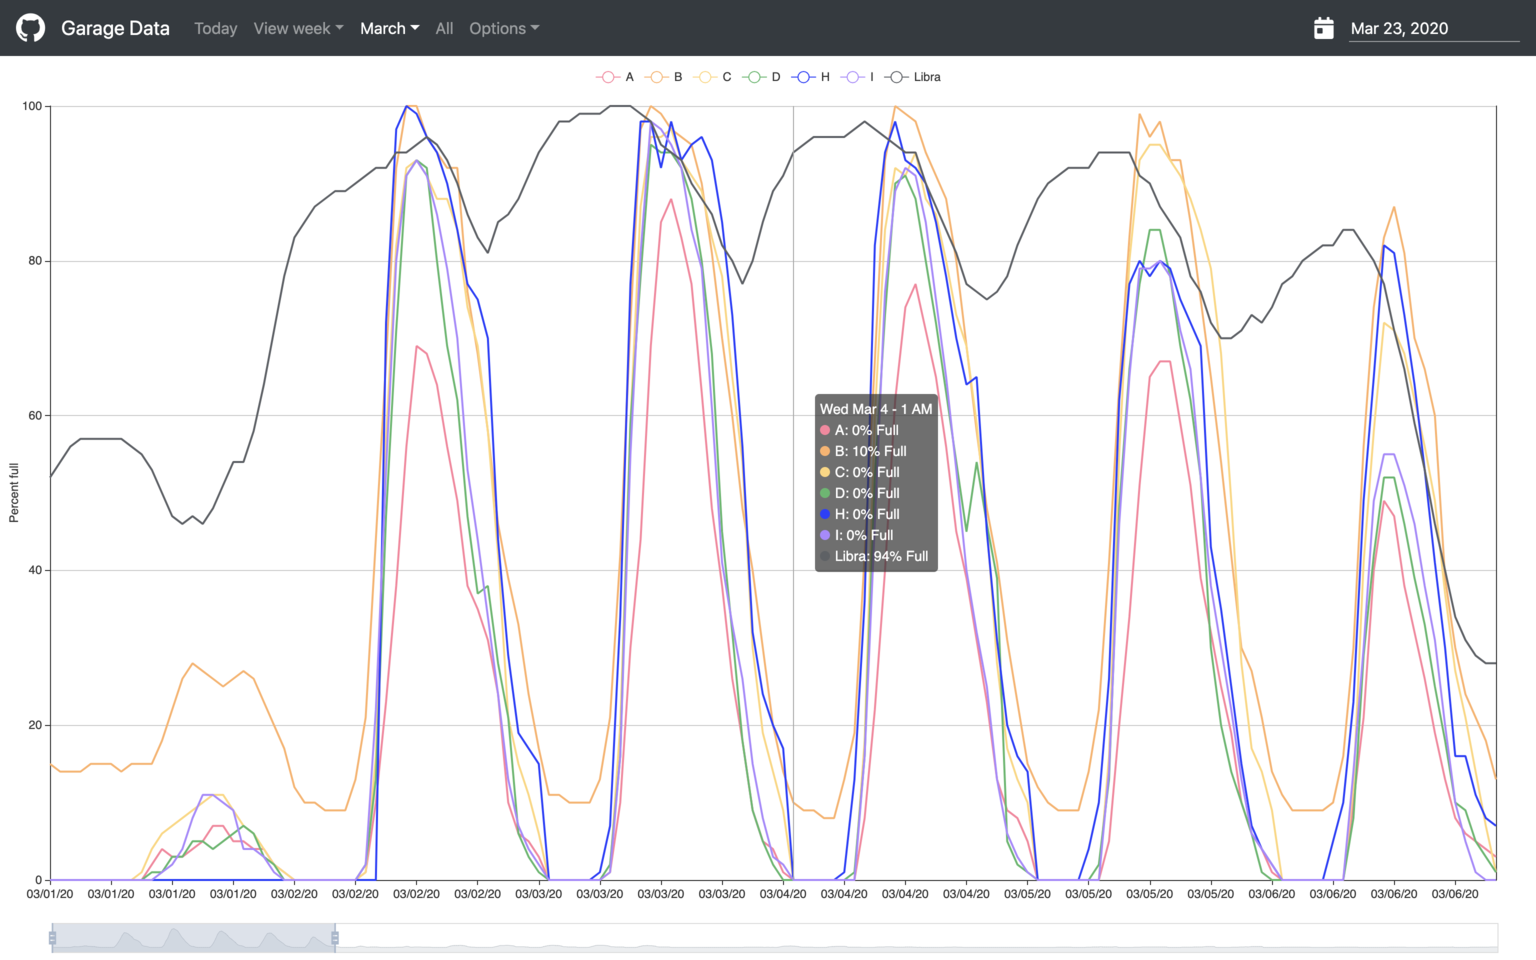 Garage Data Today View week March All Options Mar 23, 2020
A B C D H I Libra
100
80
60
40
20
0
Percent full
Wed Mar 4 - 1 AM
A: 0% Full
B: 10% Full
C: 0% Full
D: 0% Full
H: 0% Full
I: 0% Full
Libra: 94% Full
03/01/20 03/01/20 03/01/20 03/01/20 03/02/20 03/02/20 03/02/20 03/02/20 03/03/20 03/03/20 03/03/20 03/03/20 03/04/20 03/04/20 03/04/20 03/04/20 03/05/20 03/05/20 03/05/20 03/05/20 03/06/20 03/06/20 03/06/20 03/06/20